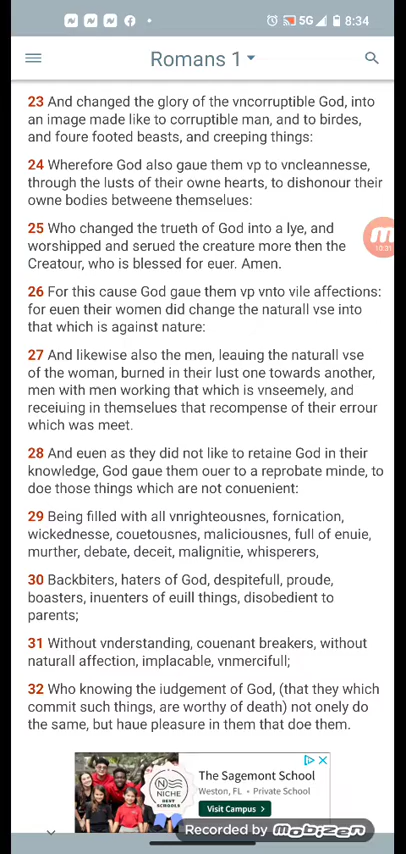 5G 8:34
Romans 1
23 And changed the glory of the vncorruptible God, into
an image made like to corruptible man, and to birdes,
and foure footed beasts, and creeping things:
24 Wherefore God also gaue them vp to vncleannesse,
through the lusts of their owne hearts, to dishonour their
owne bodies betweene themselues:
25 Who changed the trueth of God into a lye, and
worshipped and serued the creature more then the
Creatour, who is blessed for euer. Amen.
10:31
26 For this cause God gaue them vp vnto vile affections:
for euen their women did change the naturall vse into
that which is against nature:
27 And likewise also the men, leauing the naturall vse
of the woman, burned in their lust one towards another,
men with men working that which is vnseemely, and
receiuing in themselues that recompense of their errour
which was meet.
28 And euen as they did not like to retaine God in their
knowledge, God gaue them ouer to a reprobate minde, to
doe those things which are not conuenient:
29 Being filled with all vnrighteousnes, fornication,
wickednesse, couetousnes, maliciousnes, full of enuie,
murther, debate, deceit, malignitie, whisperers,
30 Backbiters, haters of God, despitefull, proude,
boasters, inuenters of euill things, disobedient to
parents;
31 Without vnderstanding, couenant breakers, without
naturall affection, implacable, vnmercifull;
32 Who knowing the iudgement of God, (that they which
commit such things, are worthy of death) not onely do
the same, but haue pleasure in them that doe them.
NICHE
BEST
SCHOOLS
The Sagemont School
Weston, FL • Private School
Visit Campus >
Recorded by mobizen